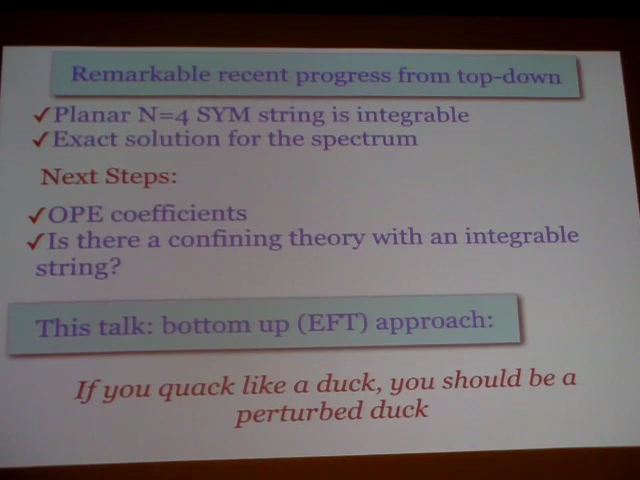 Remarkable recent progress from top-down
✓Planar N=4 SYM string is integrable
✓Exact solution for the spectrum
Next Steps:
✓OPE coefficients
✓Is there a confining theory with an integrable
string?
This talk: bottom up (EFT) approach:
If you quack like a duck, you should be a
perturbed duck